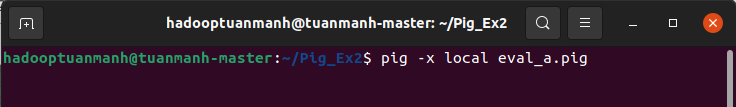 hadooptuanmanh@tuanmanh-master: ~/Pig_Ex2
hadooptuanmanh@tuanmanh-master:~/Pig_Ex2$ pig -x local eval_a.pig